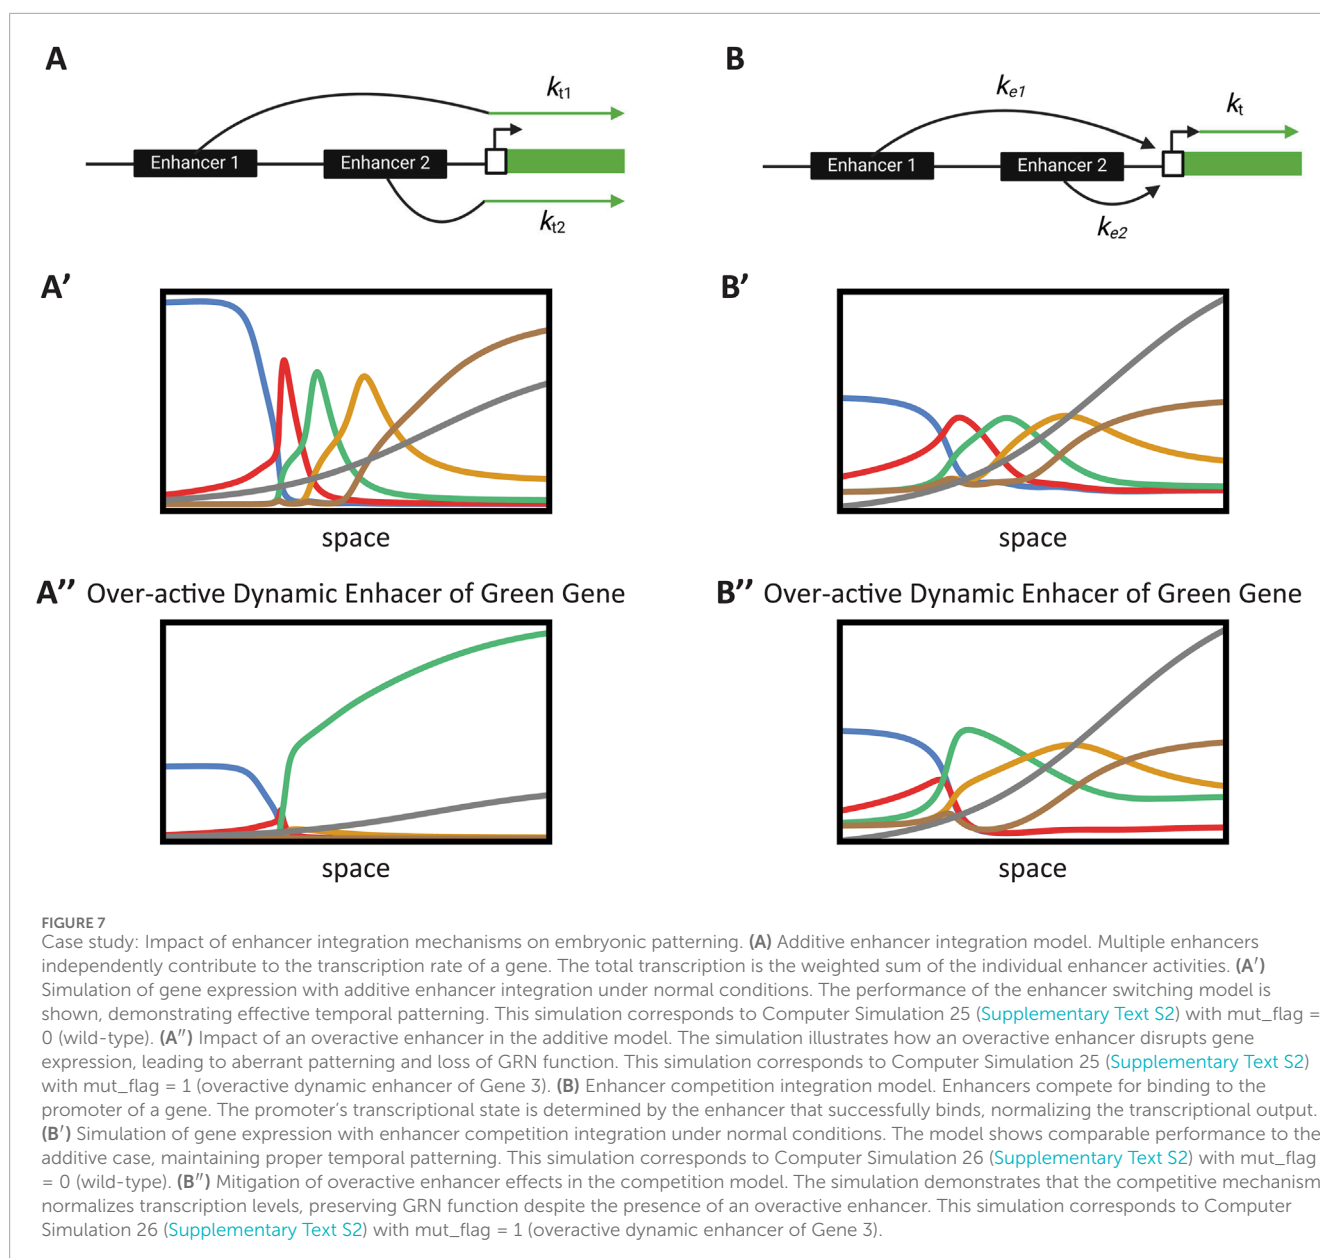 A
B
k_t1
k_e1
k_t
Enhancer 1
Enhancer 2
Enhancer 1
Enhancer 2
k_t2
k_e2
A′
B′
space
space
A′′ Over-active Dynamic Enhacer of Green Gene
B′′ Over-active Dynamic Enhacer of Green Gene
space
space
FIGURE 7
Case study: Impact of enhancer integration mechanisms on embryonic patterning. (A) Additive enhancer integration model. Multiple enhancers
independently contribute to the transcription rate of a gene. The total transcription is the weighted sum of the individual enhancer activities. (A′)
Simulation of gene expression with additive enhancer integration under normal conditions. The performance of the enhancer switching model is
shown, demonstrating effective temporal patterning. This simulation corresponds to Computer Simulation 25 (Supplementary Text S2) with mut_flag =
0 (wild-type). (A″) Impact of an overactive enhancer in the additive model. The simulation illustrates how an overactive enhancer disrupts gene
expression, leading to aberrant patterning and loss of GRN function. This simulation corresponds to Computer Simulation 25 (Supplementary Text S2)
with mut_flag = 1 (overactive dynamic enhancer of Gene 3). (B) Enhancer competition integration model. Enhancers compete for binding to the
promoter of a gene. The promoter's transcriptional state is determined by the enhancer that successfully binds, normalizing the transcriptional output.
(B′) Simulation of gene expression with enhancer competition integration under normal conditions. The model shows comparable performance to the
additive case, maintaining proper temporal patterning. This simulation corresponds to Computer Simulation 26 (Supplementary Text S2) with mut_flag
= 0 (wild-type). (B″) Mitigation of overactive enhancer effects in the competition model. The simulation demonstrates that the competitive mechanism
normalizes transcription levels, preserving GRN function despite the presence of an overactive enhancer. This simulation corresponds to Computer
Simulation 26 (Supplementary Text S2) with mut_flag = 1 (overactive dynamic enhancer of Gene 3).